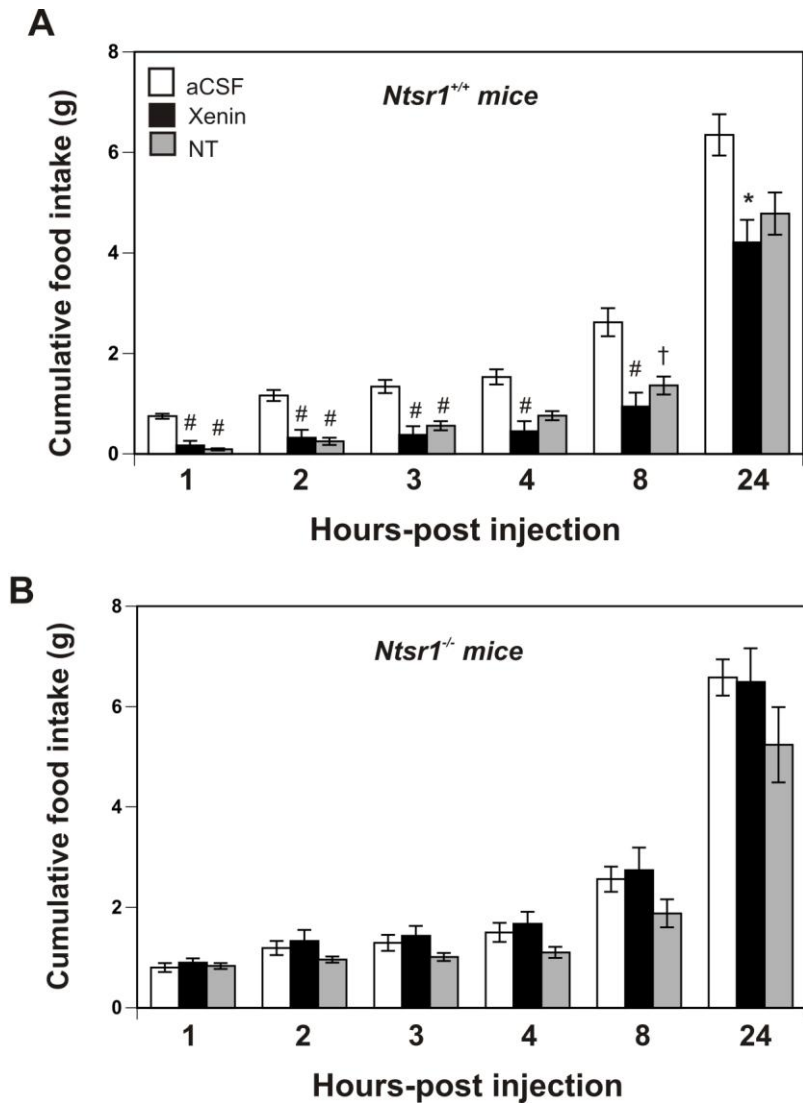 A
8
aCSF
Ntsr1+/+ mice
Xenin
NT
6
*
4
2
# †
# # # # # # #
0
1 2 3 4 8 24
Cumulative food intake (g)
Hours-post injection
B
8
Ntsr1-/- mice
6
4
2
0
1 2 3 4 8 24
Cumulative food intake (g)
Hours-post injection